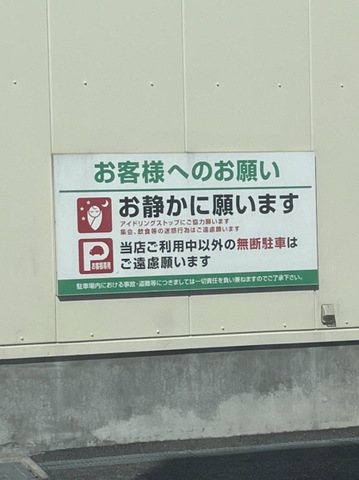 お客様へのお願い
お静かに願います
アイドリングストップにご協力願います
集会、飲食等の迷惑行為はご遠慮願います
P
お客様専用
当店ご利用中以外の無断駐車は
ご遠慮願います
駐車場内における事故・盗難等につきましては一切責任を負い兼ねますのでご了承下さい。